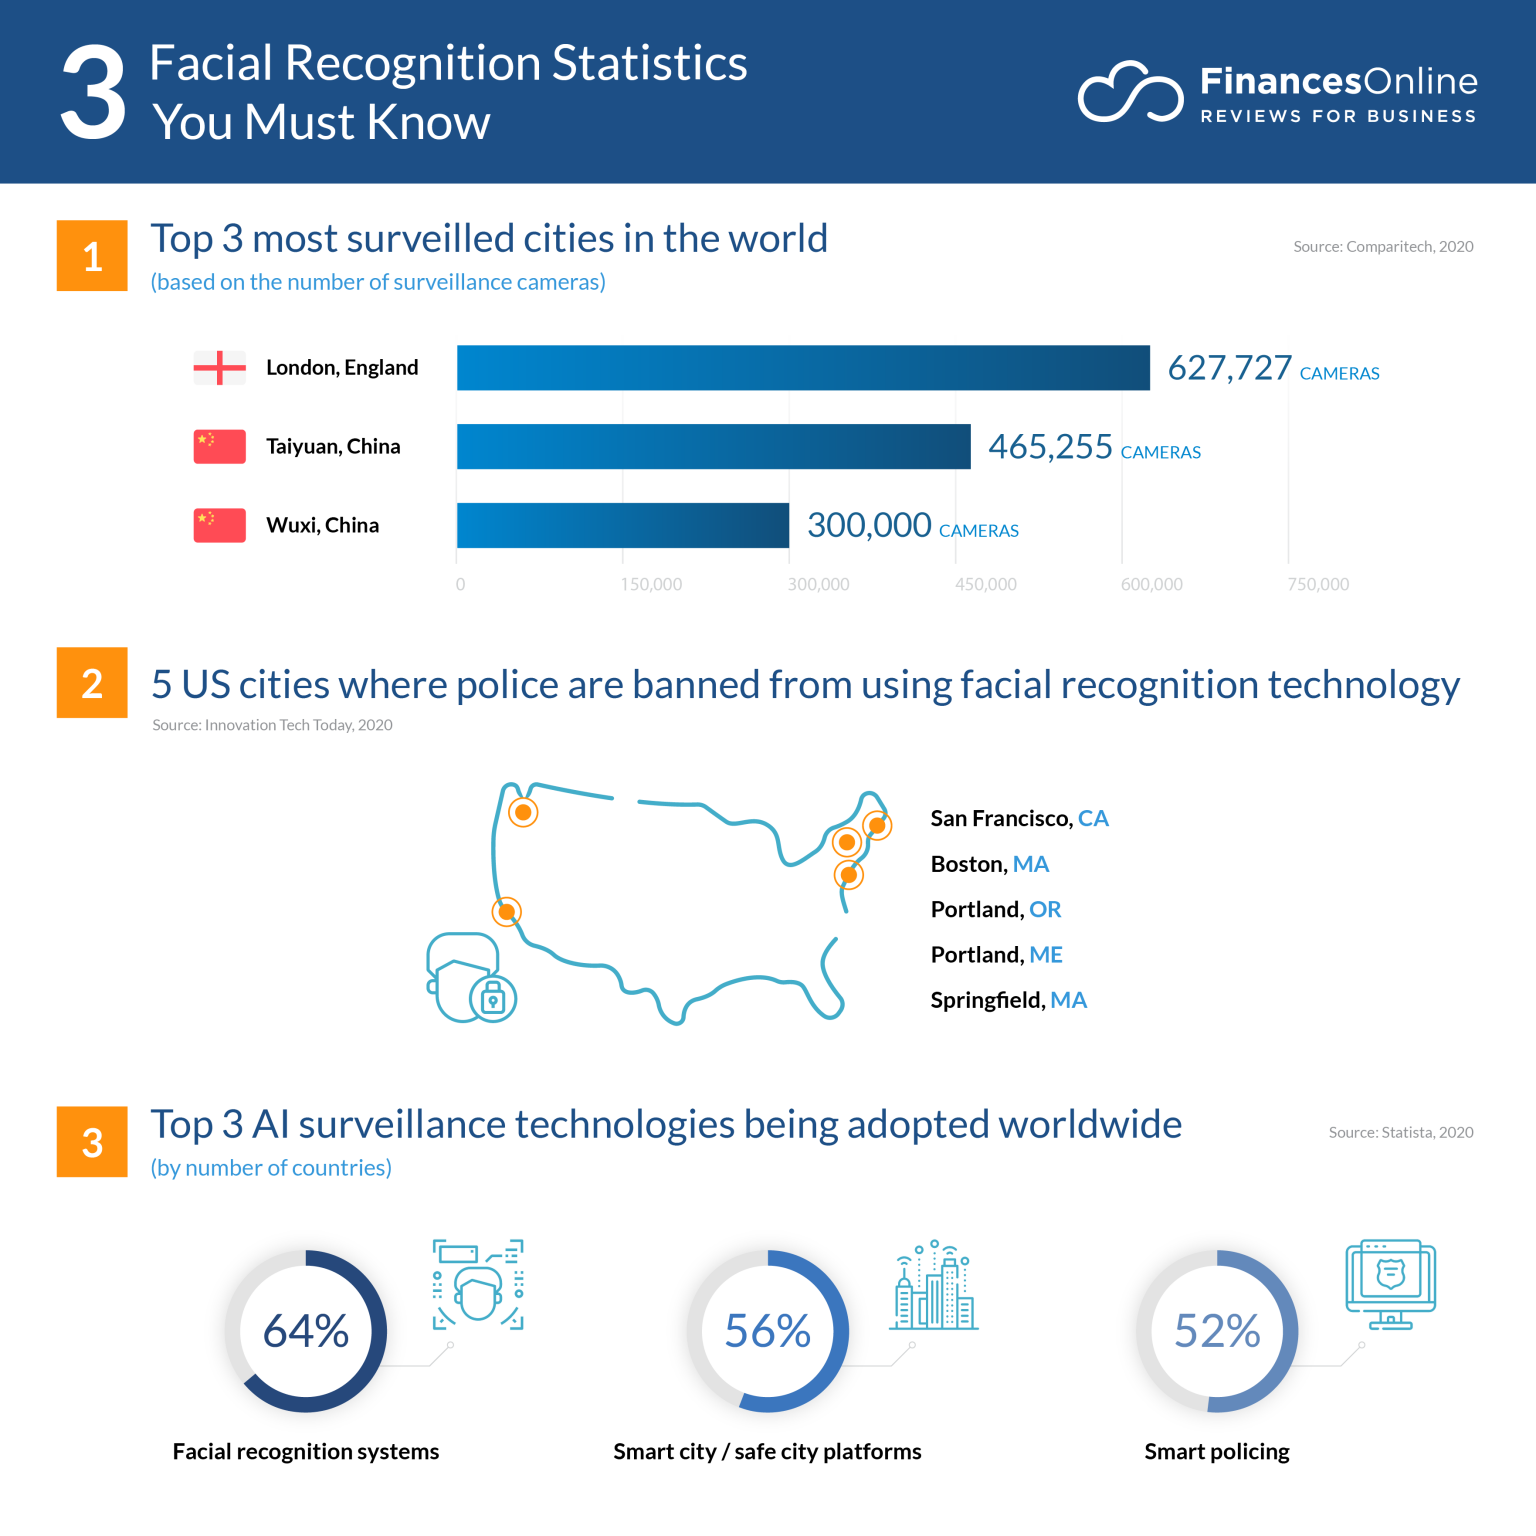 3
Facial Recognition Statistics
You Must Know
FinancesOnline
REVIEWS FOR BUSINESS
1
Top 3 most surveilled cities in the world
(based on the number of surveillance cameras)
Source: Comparitech, 2020
London, England
627,727 CAMERAS
Taiyuan, China
465,255 CAMERAS
Wuxi, China
300,000 CAMERAS
0 150,000 300,000 450,000 600,000 750,000
2
5 US cities where police are banned from using facial recognition technology
Source: Innovation Tech Today, 2020
San Francisco, CA
Boston, MA
Portland, OR
Portland, ME
Springfield, MA
3
Top 3 AI surveillance technologies being adopted worldwide
(by number of countries)
Source: Statista, 2020
64%
Facial recognition systems
56%
Smart city / safe city platforms
52%
Smart policing